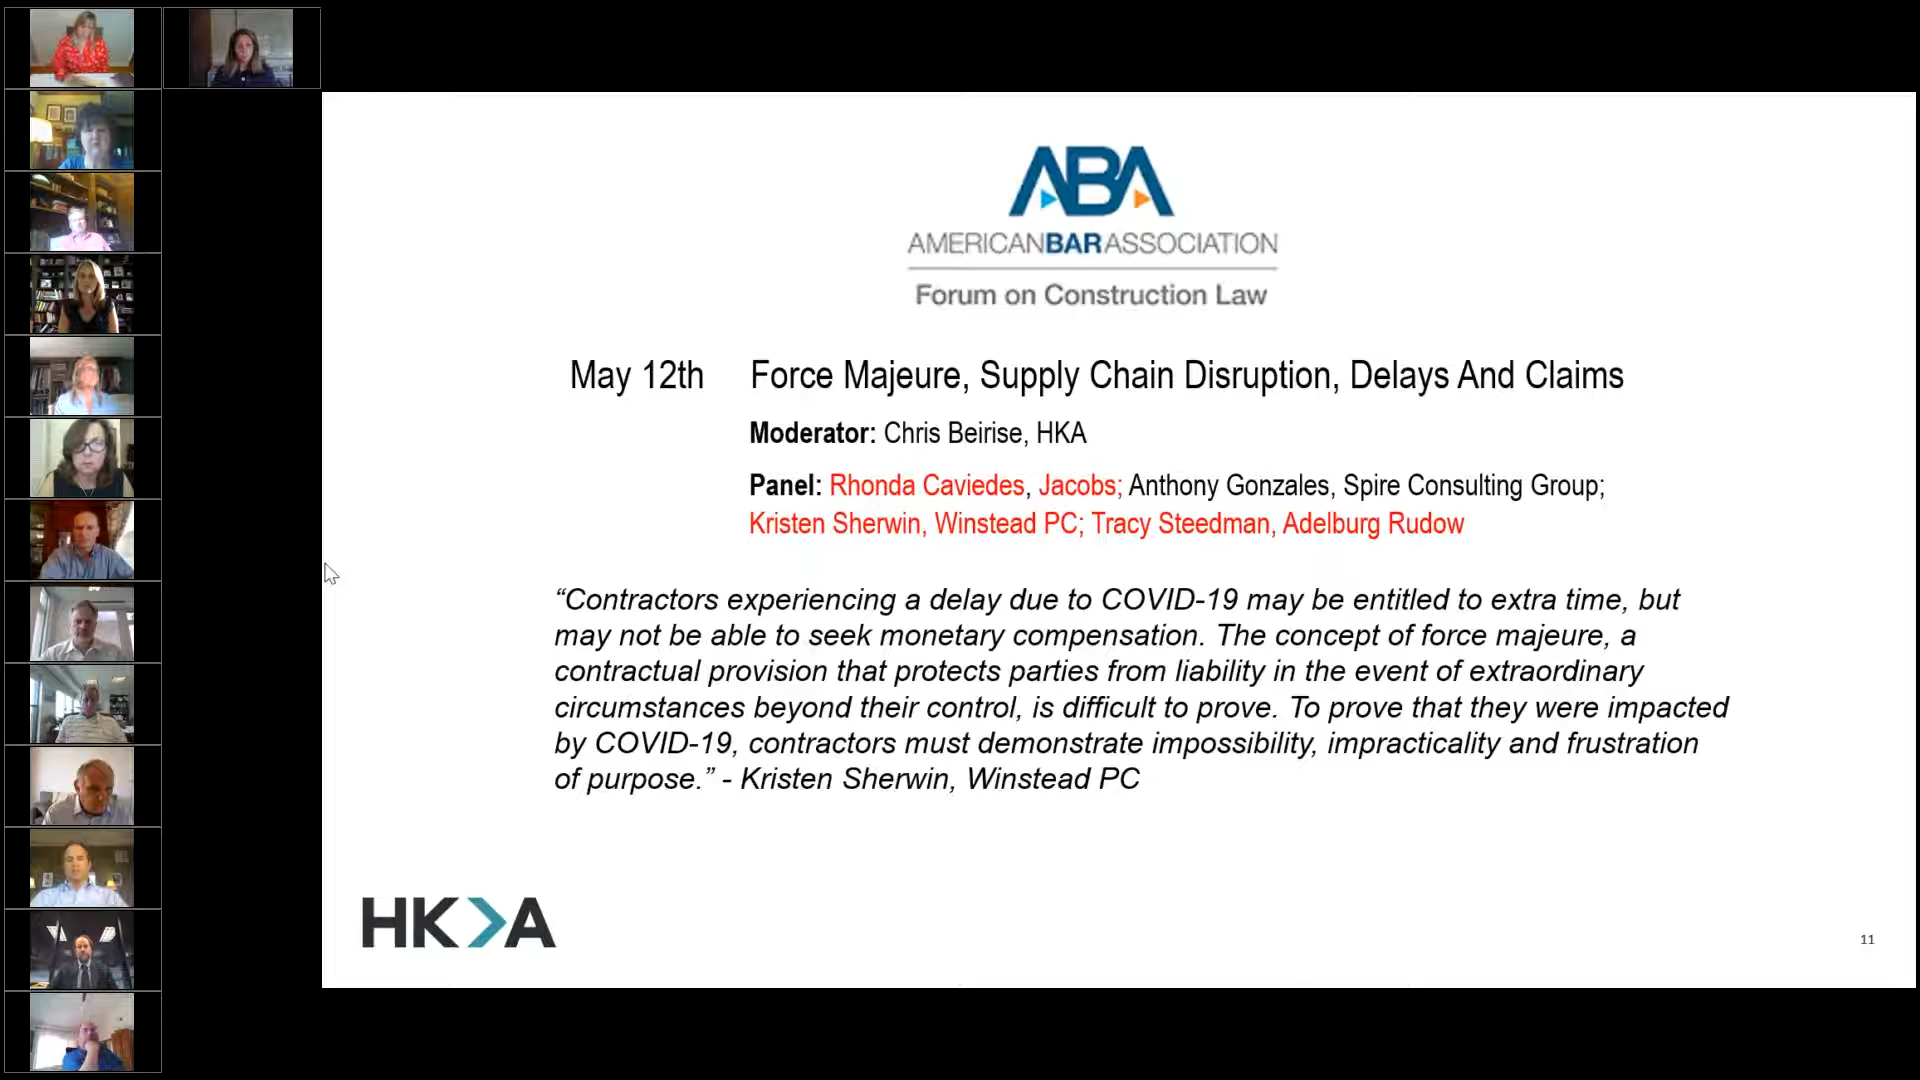 ABA
AMERICANBARASSOCIATION
Forum on Construction Law
May 12th Force Majeure, Supply Chain Disruption, Delays And Claims
Moderator: Chris Beirise, HKA
Panel: Rhonda Caviedes, Jacobs; Anthony Gonzales, Spire Consulting Group;
Kristen Sherwin, Winstead PC; Tracy Steedman, Adelburg Rudow
“Contractors experiencing a delay due to COVID-19 may be entitled to extra time, but
may not be able to seek monetary compensation. The concept of force majeure, a
contractual provision that protects parties from liability in the event of extraordinary
circumstances beyond their control, is difficult to prove. To prove that they were impacted
by COVID-19, contractors must demonstrate impossibility, impracticality and frustration
of purpose.” - Kristen Sherwin, Winstead PC
HKA
11